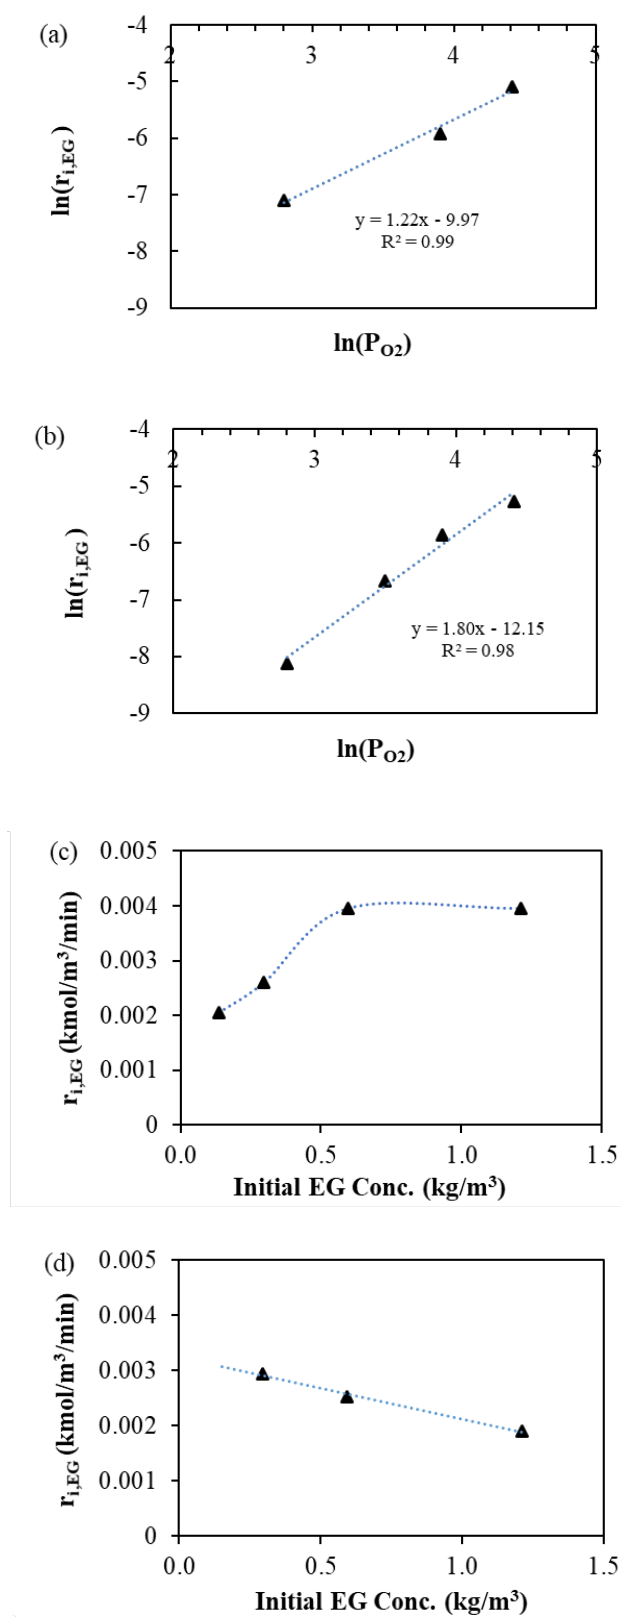 (a)
-4
2 3 4 5
-5
-6
-7
-8
-9
ln(ri,EG)
y = 1.22x - 9.97
R² = 0.99
ln(PO2)
(b)
-4
2 3 4 5
-5
-6
-7
-8
-9
ln(ri,EG)
y = 1.80x - 12.15
R² = 0.98
ln(PO2)
(c)
0.005
0.004
0.003
0.002
0.001
0
ri,EG (kmol/m³/min)
0.0 0.5 1.0 1.5
Initial EG Conc. (kg/m³)
(d)
0.005
0.004
0.003
0.002
0.001
0
ri,EG (kmol/m³/min)
0.0 0.5 1.0 1.5
Initial EG Conc. (kg/m³)